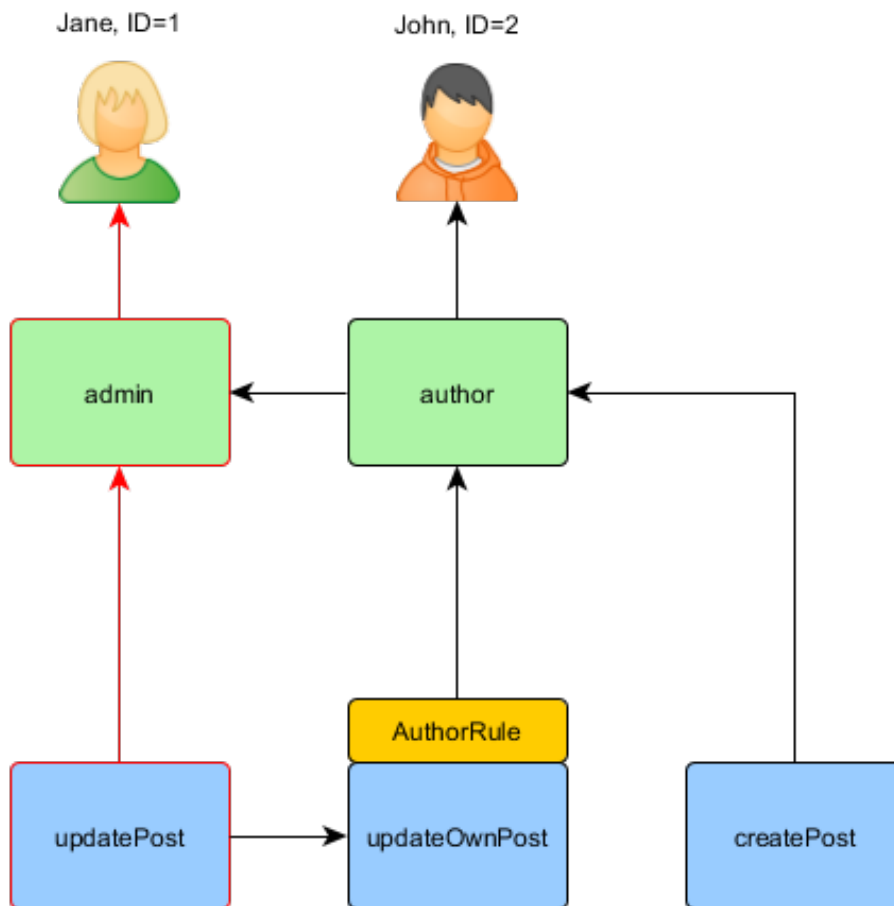 Jane, ID=1
John, ID=2
admin
author
AuthorRule
updatePost
updateOwnPost
createPost